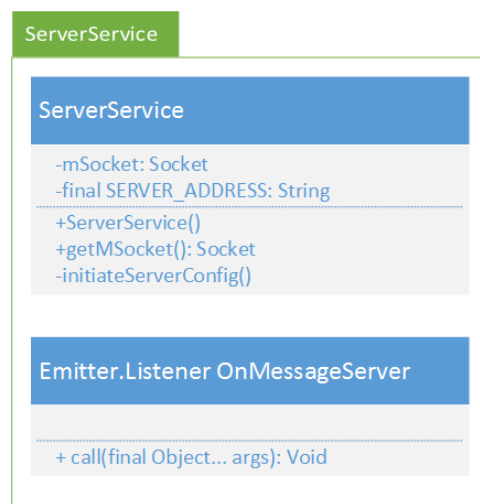 ServerService
ServerService
-mSocket: Socket
-final SERVER_ADDRESS: String
+ServerService()
+getMSocket(): Socket
-initiateServerConfig()
Emitter.Listener OnMessageServer
+ call(final Object... args): Void